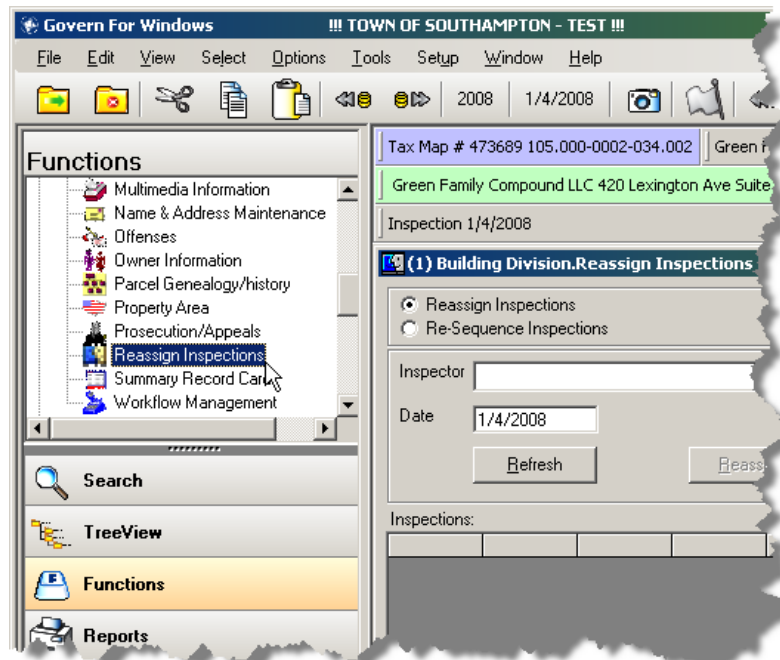 Govern For Windows !!! TOWN OF SOUTHAMPTON - TEST !!!
File Edit View Select Options Tools Setup Window Help
2008 1/4/2008
Functions
Multimedia Information
Name & Address Maintenance
Offenses
Owner Information
Parcel Genealogy/history
Property Area
Prosecution/Appeals
Reassign Inspections
Summary Record Card
Workflow Management
Search
TreeView
Functions
Reports
Tax Map # 473689 105.000-0002-034.002 Green
Green Family Compound LLC 420 Lexington Ave Suite
Inspection 1/4/2008
(1) Building Division.Reassign Inspections
Reassign Inspections
Re-Sequence Inspections
Inspector
Date 1/4/2008
Refresh Reass
Inspections: